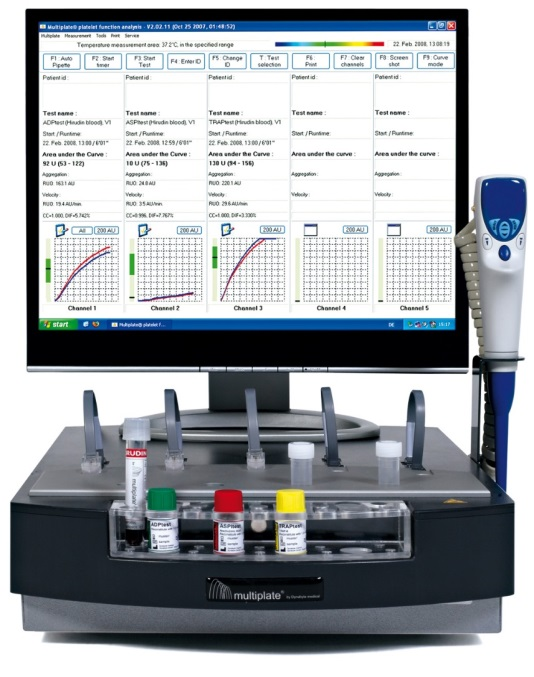 Multiplate® platelet function analysis - V2.02.11 (Oct 25 2007, 01:48:52)
Multiplate Measurement Tools Print Service
Temperature measurement area: 37.2°C, in the specified range
22. Feb. 2008, 13:08:19
F1: Auto Pipette
F2: Start timer
F3: Start Test
F4: Enter ID
F5: Change ID
T: Test selection
F6: Print
F7: Clear channels
F8: Screen shot
F9: Curve mode
Patient id: Patient id: Patient id: Patient id: Patient id:
Test name : Test name : Test name : Test name : Test name :
ADPtest (Hirudin blood), V1 ASPItest (Hirudin blood), V1 TRAPtest (Hirudin blood), V1
Start / Runtime: Start / Runtime: Start / Runtime: Start / Runtime: Start / Runtime:
22. Feb. 2008, 13:00 / 6'01" 22. Feb. 2008, 12:59 / 6'01" 22. Feb. 2008, 13:00 / 6'01"
Area under the Curve : Area under the Curve : Area under the Curve : Area under the curve : Area under the curve :
92 U (53 - 122) 10 U (75 - 136) 138 U (94 - 156)
Aggregation : Aggregation : Aggregation : Aggregation : Aggregation :
RUO: 163.1 AU RUO: 24.8 AU RUO: 220.1 AU
Velocity : Velocity : Velocity : Velocity : Velocity :
RUO: 19.4 AU/min RUO: 3.5 AU/min RUO: 29.6 AU/min
CC=1.000, DIF=5.742% CC=0.996, DIF=7.767% CC=1.000, DIF=3.330%
All 200 AU 200 AU 200 AU 200 AU 200 AU
Channel 1 Channel 2 Channel 3 Channel 4 Channel 5
start Multiplate® platelet f... DE 13:17
RUDIN
multiplate
ADPtest
ASPItest
TRAPtest
multiplate®
by Dynabyte medical